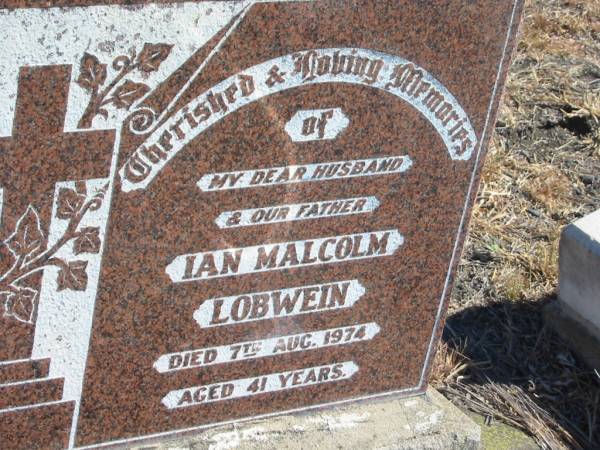 Cherished & Loving Memories
of
MY DEAR HUSBAND
& OUR FATHER
IAN MALCOLM
LOBWEIN
DIED 7TH AUG. 1974
AGED 41 YEARS.